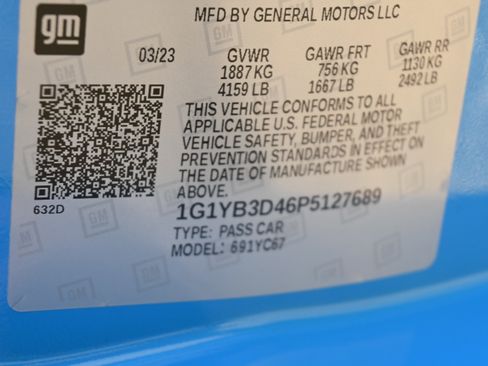 gm
MFD BY GENERAL MOTORS LLC
03/23 GVWR GAWR FRT GAWR RR
1887 KG 756 KG 1130 KG
4159 LB 1667 LB 2492 LB
THIS VEHICLE CONFORMS TO ALL
APPLICABLE U.S. FEDERAL MOTOR
VEHICLE SAFETY, BUMPER, AND THEFT
PREVENTION STANDARDS IN EFFECT ON
THE DATE OF MANUFACTURE SHOWN
ABOVE.
632D
1G1YB3D46P5127689
TYPE: PASS CAR
MODEL: 691YC67